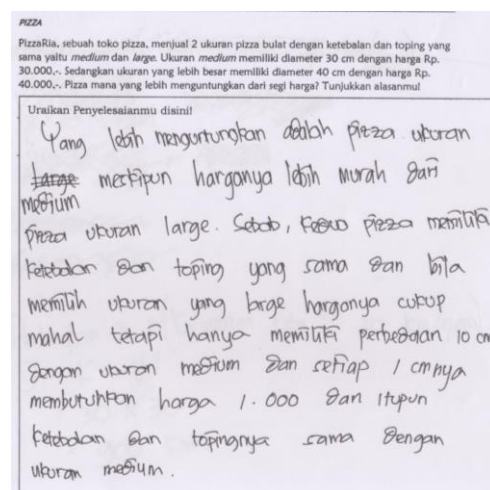 PIZZA
PizzaRia, sebuah toko pizza, menjual 2 ukuran pizza bulat dengan ketebalan dan toping yang
sama yaitu medium dan large. Ukuran medium memiliki diameter 30 cm dengan harga Rp.
30.000,-. Sedangkan ukuran yang lebih besar memiliki diameter 40 cm dengan harga Rp.
40.000,-. Pizza mana yang lebih menguntungkan dari segi harga? Tunjukkan alasanmu!
Uraikan Penyelesaianmu disini!
Yang lebih menguntungkan adalah pizza ukuran
large meskipun harganya lebih murah dari
medium
pizza ukuran large. Sebab, kedua pizza memiliki
ketebalan dan toping yang sama dan bila
memilih ukuran yang large harganya cukup
mahal tetapi hanya memiliki perbedaan 10 cm
dengan ukuran medium dan setiap 1 cmnya
membutuhkan harga 1.000 dan itupun
ketebalan dan topingnya sama dengan
ukuran medium.